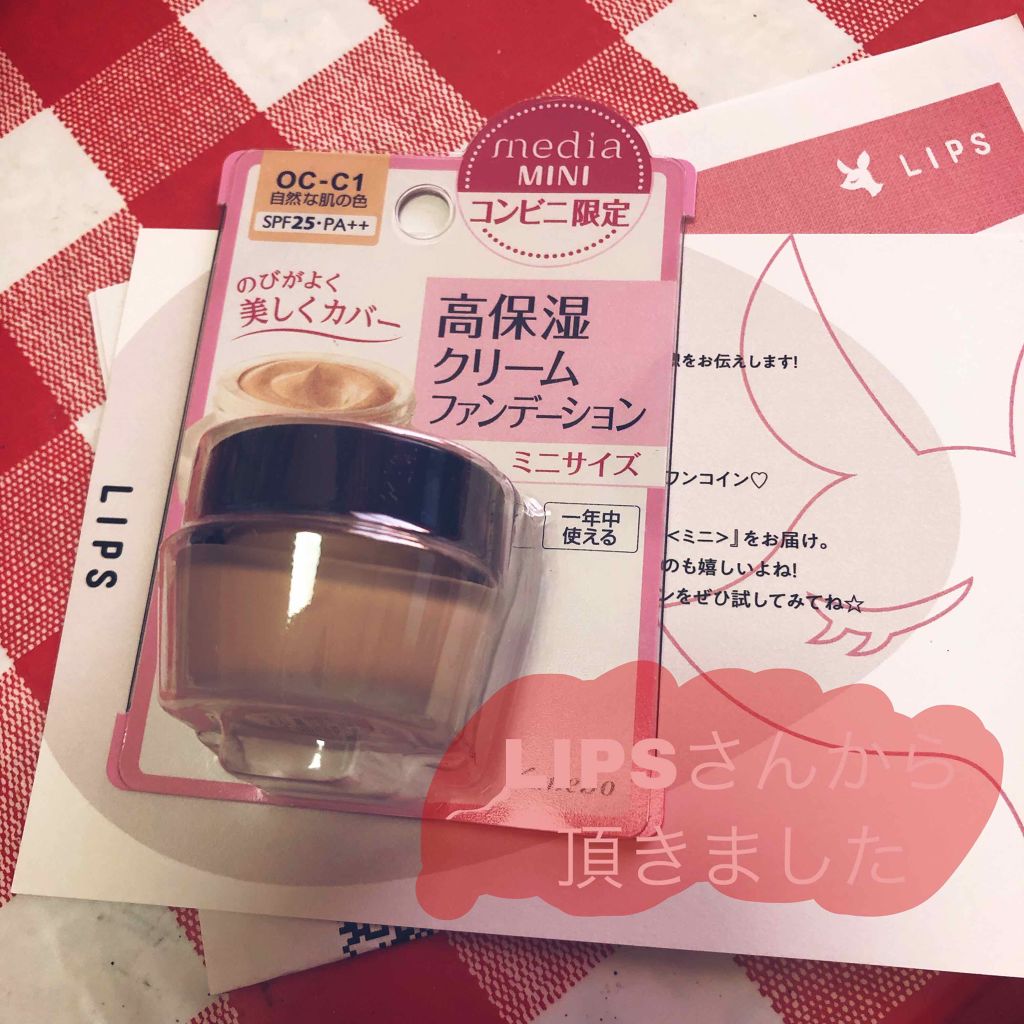 media
MINI
コンビニ限定
OC-C1
自然な肌の色
SPF25・PA++
のびがよく
美しくカバー
高保湿
クリーム
ファンデーション
ミニサイズ
一年中
使える
LIPS
LIPS
をお伝えします!
ワンコイン♡
<ミニ>』をお届け。
のも嬉しいよね!
ンをぜひ試してみてね☆
LIPSさんから
頂きました